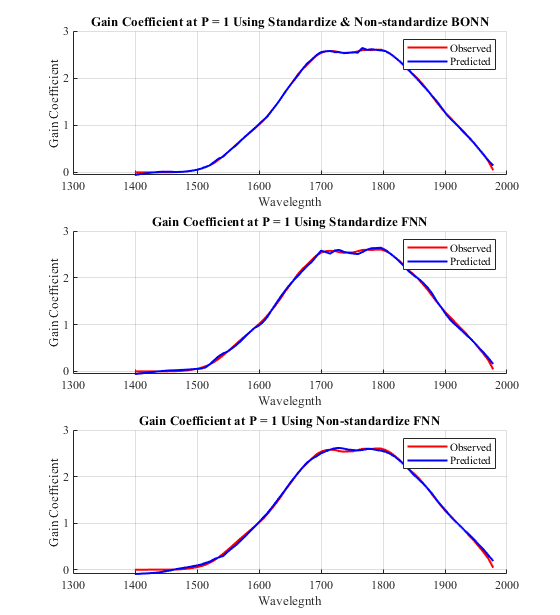 Gain Coefficient at P = 1 Using Standardize & Non-standardize BONN
3
2
1
0
Gain Coefficient
Observed
Predicted
1300 1400 1500 1600 1700 1800 1900 2000
Wavelegnth
Gain Coefficient at P = 1 Using Standardize FNN
3
2
1
0
Gain Coefficient
Observed
Predicted
1300 1400 1500 1600 1700 1800 1900 2000
Wavelegnth
Gain Coefficient at P = 1 Using Non-standardize FNN
3
2
1
0
Gain Coefficient
Observed
Predicted
1300 1400 1500 1600 1700 1800 1900 2000
Wavelegnth